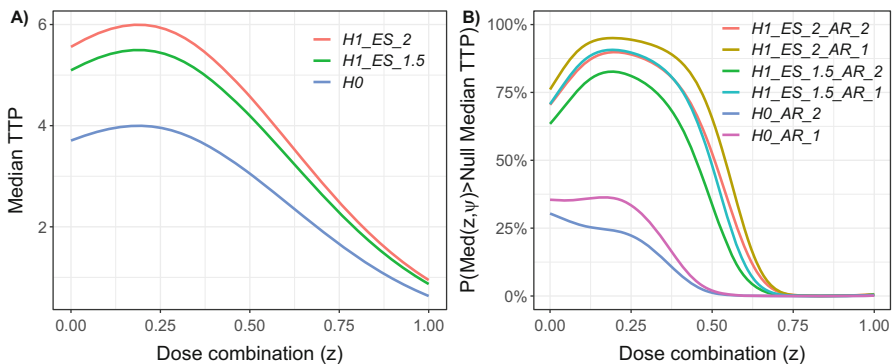 A)
Median TTP
6
4
2
H1_ES_2
H1_ES_1.5
H0
0.00 0.25 0.50 0.75 1.00
Dose combination (z)
B)
P(Med(z,ψ)>Null Median TTP)
100%
75%
50%
25%
0%
H1_ES_2_AR_2
H1_ES_2_AR_1
H1_ES_1.5_AR_2
H1_ES_1.5_AR_1
H0_AR_2
H0_AR_1
0.00 0.25 0.50 0.75 1.00
Dose combination (z)